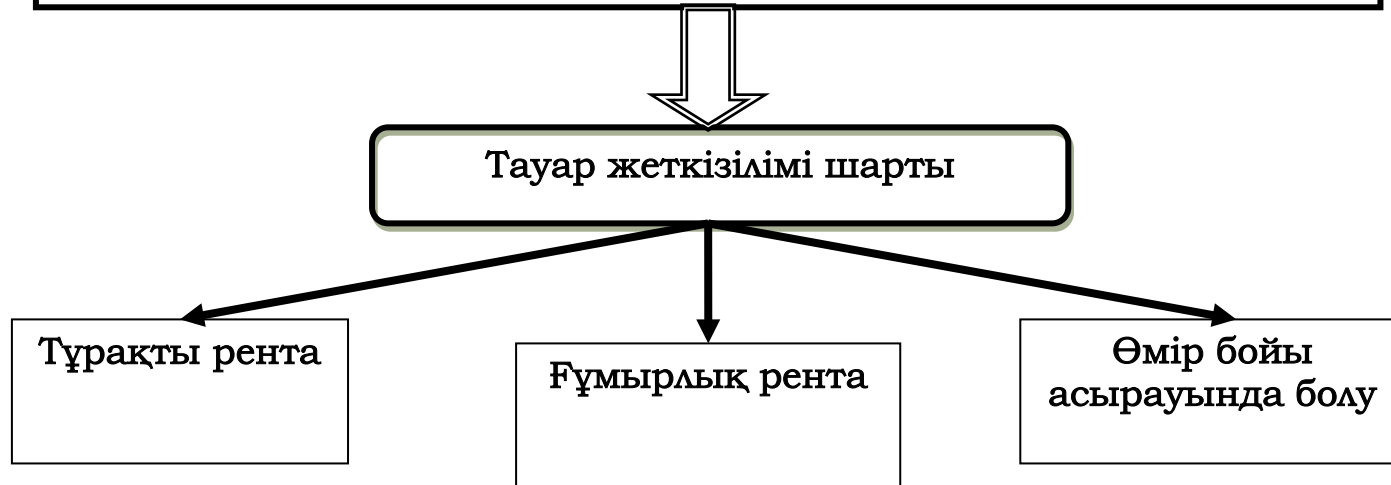 Тауар жеткізілімі шарты
Тұрақты рента
Ғұмырлық рента
Өмір бойы
асырауында болу